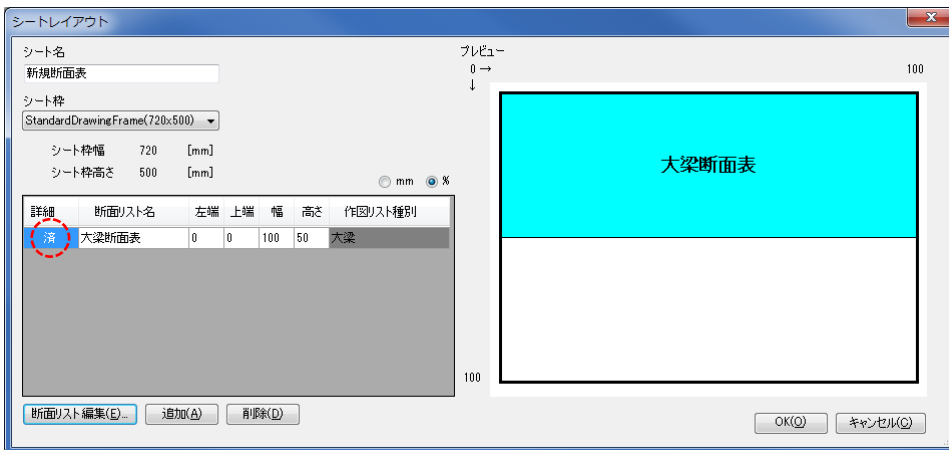 シートレイアウト
シート名
新規断面表
シート枠
StandardDrawingFrame(720x500)
シート枠幅 720 [mm]
シート枠高さ 500 [mm]
mm %
詳細 断面リスト名 左端 上端 幅 高さ 作図リスト種別
済 大梁断面表 0 0 100 50 大梁
断面リスト編集(E)... 追加(A) 削除(D)
プレビュー
0 → 100
↓
大梁断面表
100
OK(O) キャンセル(C)